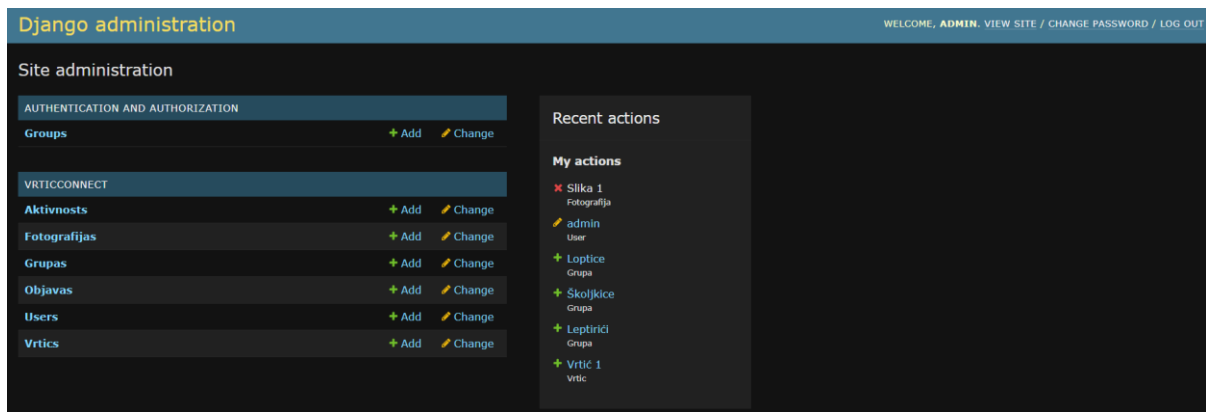 Django administration
WELCOME, ADMIN. VIEW SITE / CHANGE PASSWORD / LOG OUT
Site administration
AUTHENTICATION AND AUTHORIZATION
Groups + Add Change
VRTICCONNECT
Aktivnosts + Add Change
Fotografijas + Add Change
Grupas + Add Change
Objavas + Add Change
Users + Add Change
Vrtics + Add Change
Recent actions
My actions
Slika 1
Fotografija
admin
User
+ Loptice
Grupa
+ Školjkice
Grupa
+ Leptirići
Grupa
+ Vrtić 1
Vrtic